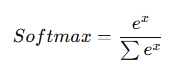 Softmax = e^x / ∑ e^x